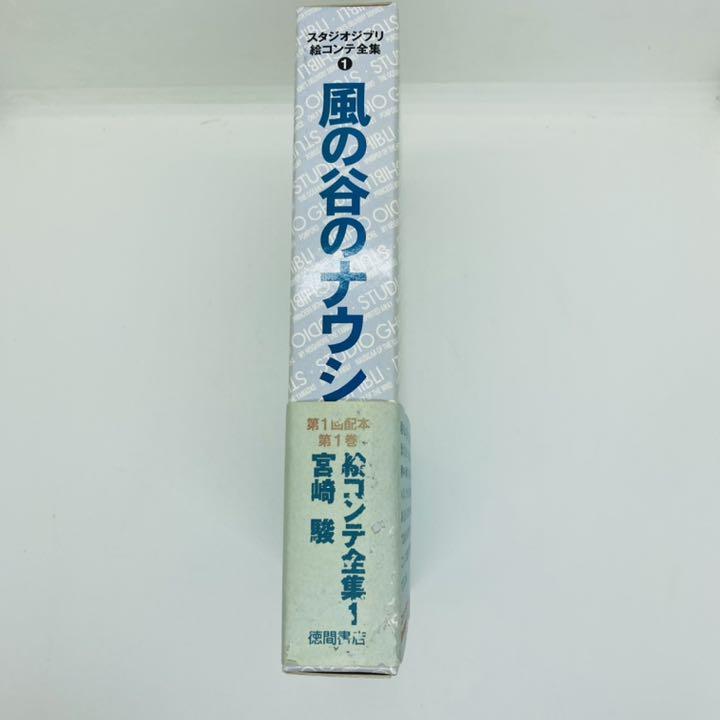 スタジオジブリ
絵コンテ全集
1
風の谷のナウシ
第1回配本
第1巻
絵コンテ全集1
宮崎 駿
徳間書店